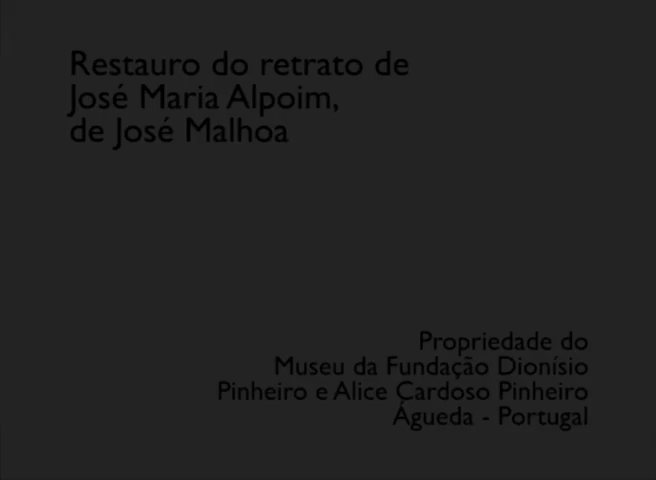 Restauro do retrato de
José Maria Alpoim,
de José Malhoa
Propriedade do
Museu da Fundação Dionísio
Pinheiro e Alice Cardoso Pinheiro
Águeda - Portugal